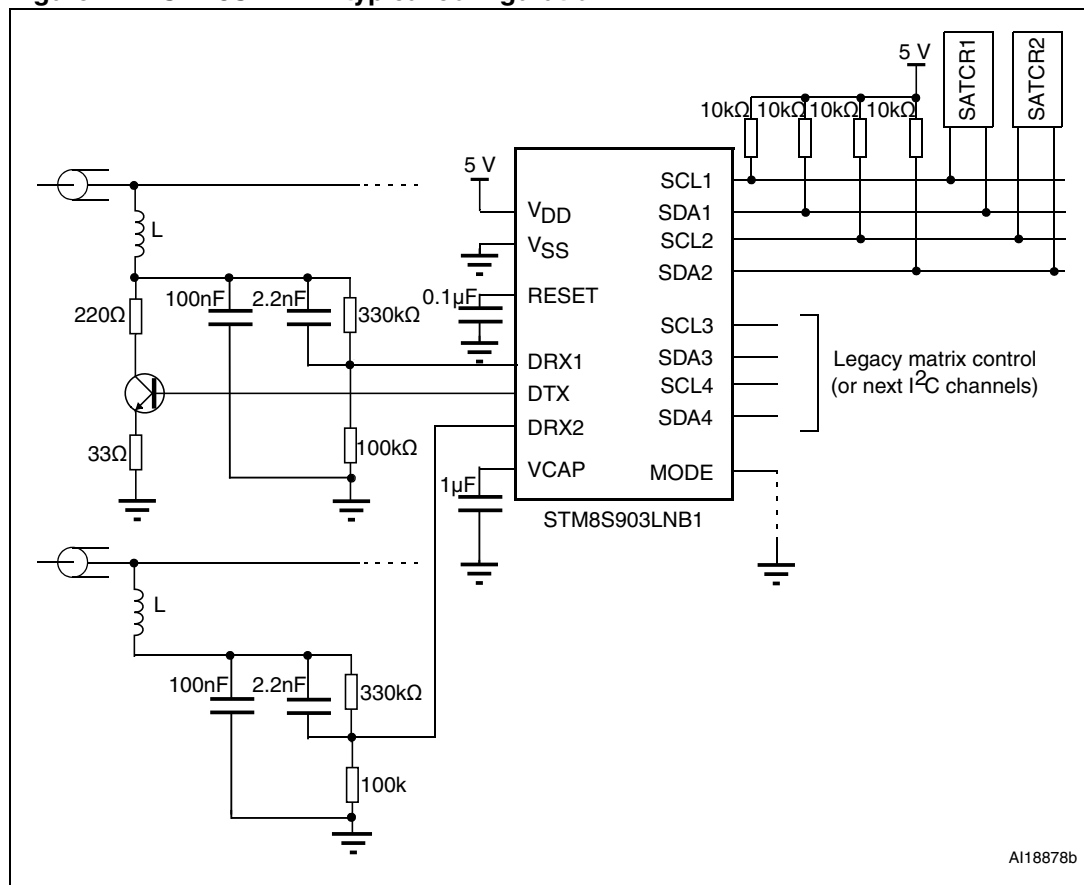 5 V
SATCR1
SATCR2
10kΩ 10kΩ 10kΩ 10kΩ
5 V
SCL1
VDD
SDA1
L
SCL2
VSS
SDA2
100nF
2.2nF
0.1µF
RESET
220Ω
330kΩ
SCL3
DRX1
SDA3
Legacy matrix control
(or next I2C channels)
DTX
SCL4
DRX2
SDA4
33Ω
100kΩ
1µF
VCAP
MODE
STM8S903LNB1
L
100nF
2.2nF
330kΩ
100k
AI18878b